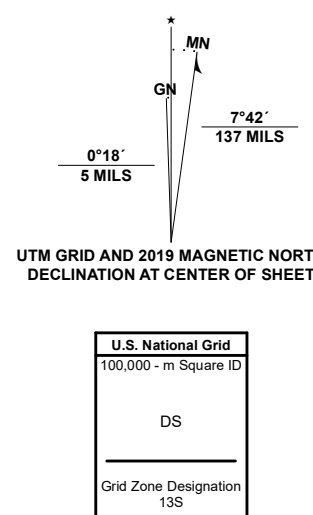 MN
GN
7°42´
137 MILS
0°18´
5 MILS
UTM GRID AND 2019 MAGNETIC NORT
DECLINATION AT CENTER OF SHEET
U.S. National Grid
100,000 - m Square ID
DS
Grid Zone Designation
13S